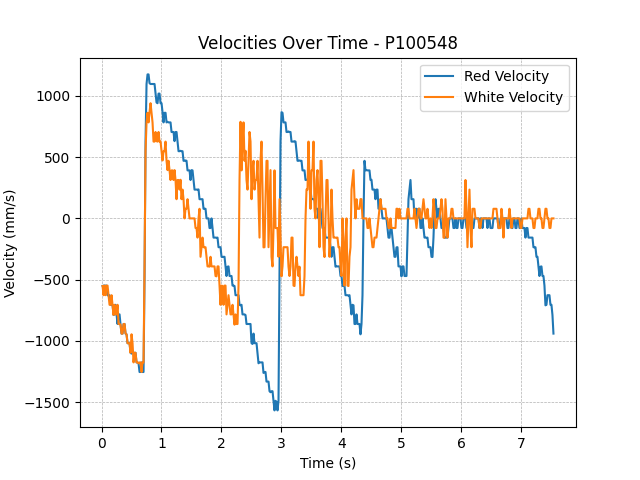 Velocities Over Time - P100548
Red Velocity
White Velocity
1000
500
0
−500
−1000
−1500
Velocity (mm/s)
0 1 2 3 4 5 6 7
Time (s)